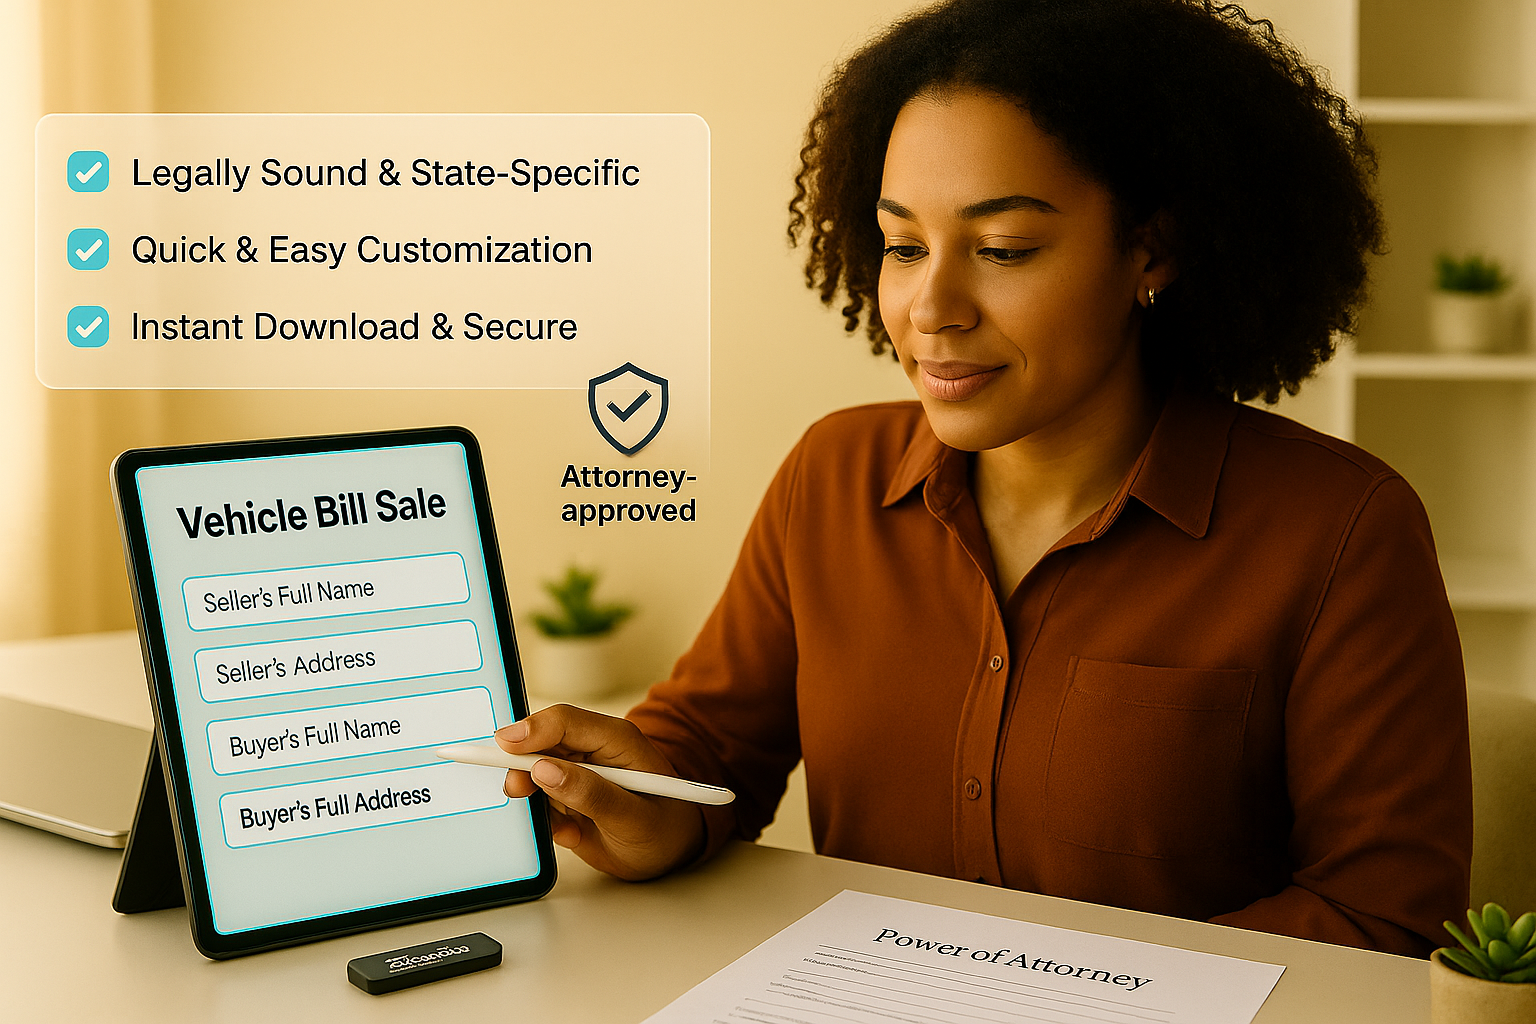 Legally Sound & State-Specific
Quick & Easy Customization
Instant Download & Secure
Attorney-
approved
Vehicle Bill Sale
Seller's Full Name
Seller's Address
Buyer's Full Name
Buyer's Full Address
Power of Attorney